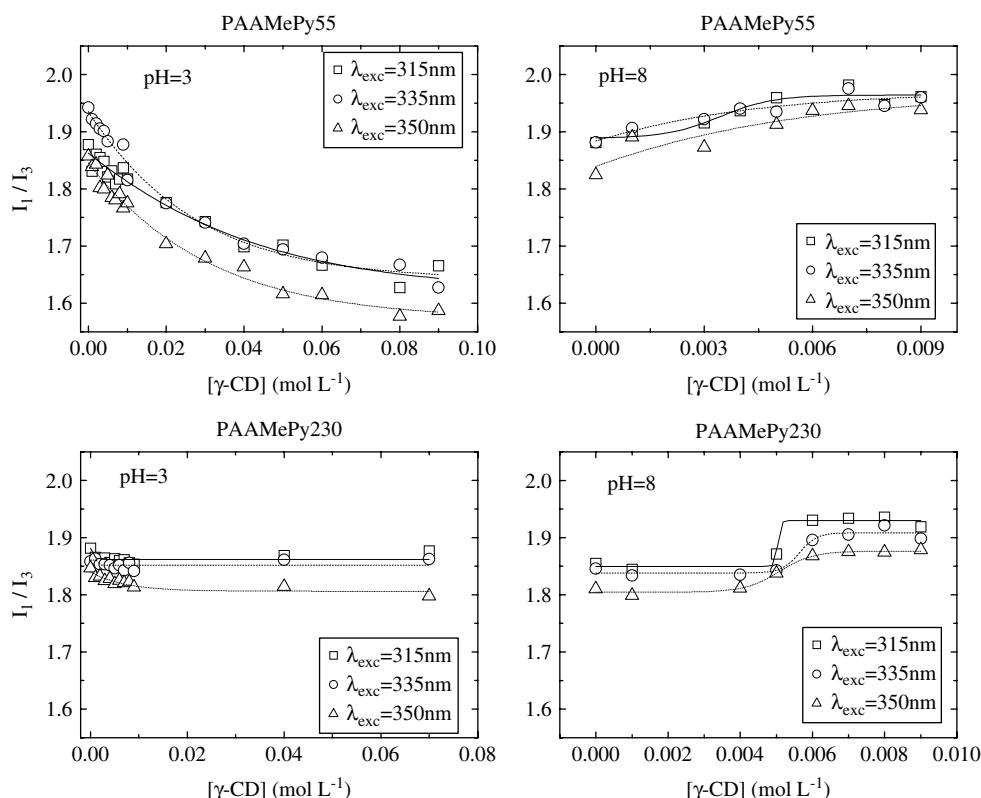 PAAMePy55
PAAMePy55
pH=3
λexc=315nm
λexc=335nm
λexc=350nm
2.0
1.9
1.8
1.7
1.6
I1 / I3
0.00 0.02 0.04 0.06 0.08 0.10
[γ-CD] (mol L-1)
pH=8
λexc=315nm
λexc=335nm
λexc=350nm
2.0
1.9
1.8
1.7
1.6
0.000 0.003 0.006 0.009
[γ-CD] (mol L-1)
PAAMePy230
PAAMePy230
pH=3
λexc=315nm
λexc=335nm
λexc=350nm
2.0
1.9
1.8
1.7
1.6
I1 / I3
0.00 0.02 0.04 0.06 0.08
[γ-CD] (mol L-1)
pH=8
λexc=315nm
λexc=335nm
λexc=350nm
2.0
1.9
1.8
1.7
1.6
0.000 0.002 0.004 0.006 0.008 0.010
[γ-CD] (mol L-1)